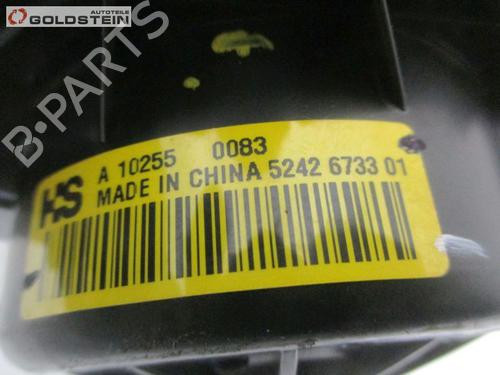 AUTOTEILE
GOLDSTEIN
B-PARTS
HS
A 10255 0083
MADE IN CHINA 5242 6733 01